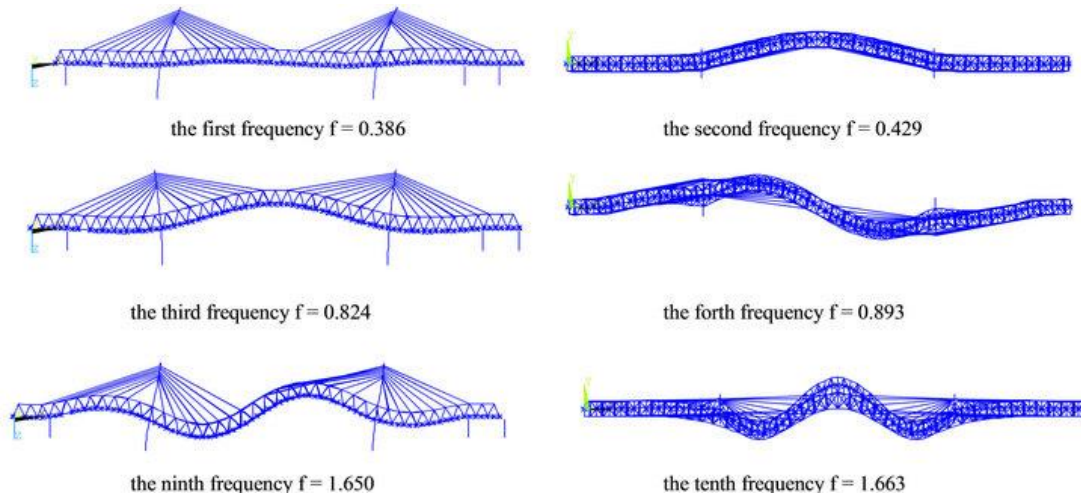 the first frequency f = 0.386
the second frequency f = 0.429
the third frequency f = 0.824
the forth frequency f = 0.893
the ninth frequency f = 1.650
the tenth frequency f = 1.663